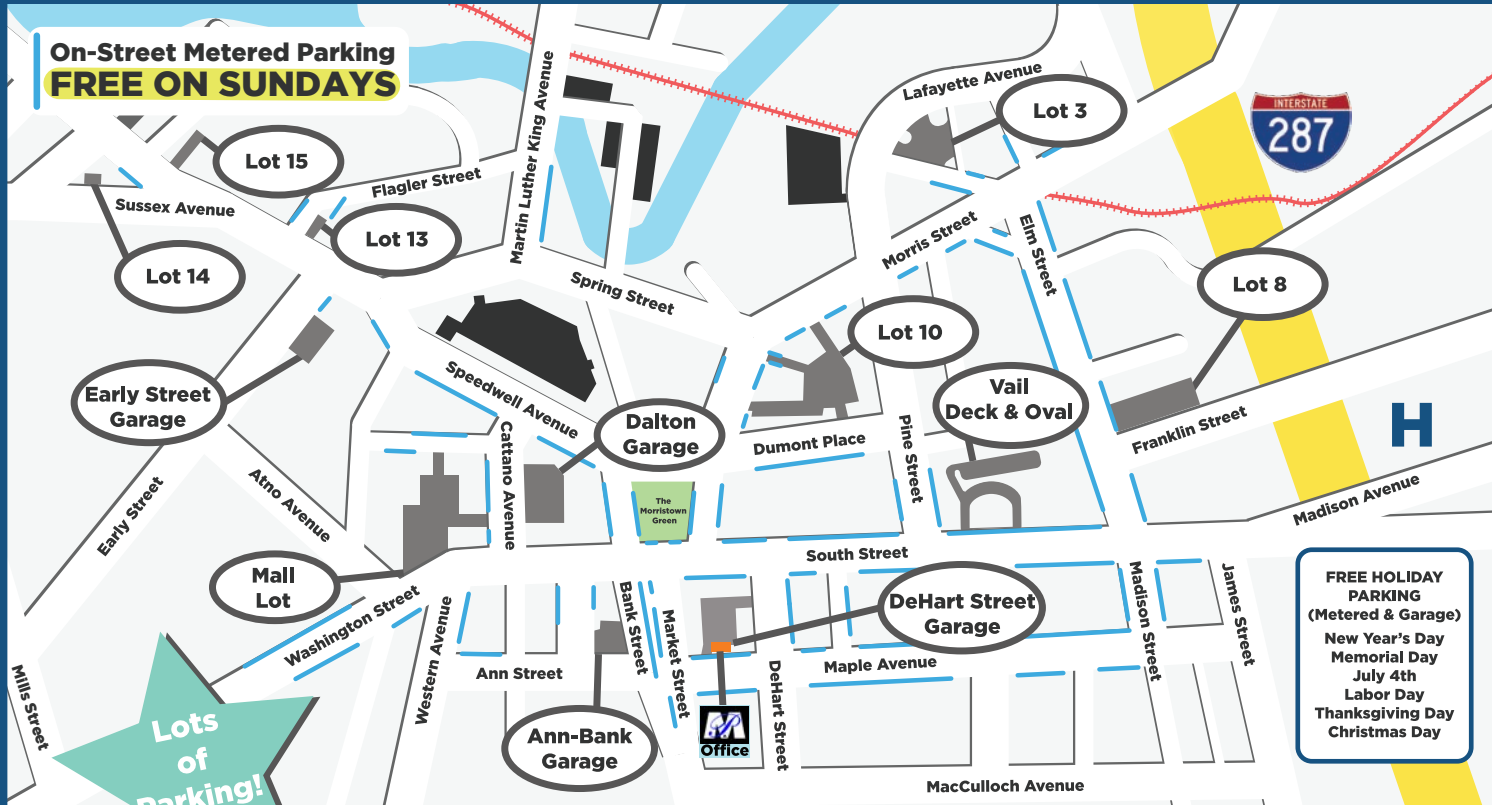 On-Street Metered Parking
FREE ON SUNDAYS
Lafayette Avenue
Lot 3
INTERSTATE
287
Lot 15
Flagler Street
Martin Luther King Avenue
Sussex Avenue
Lot 13
Lot 14
Morris Street
Elm Street
Spring Street
Lot 8
Lot 10
Early Street
Garage
Speedwell Avenue
Dalton
Garage
Vail
Deck & Oval
Cattano Avenue
Dumont Place
Pine Street
Franklin Street
H
Madison Avenue
Early Street
Atno Avenue
The
Morristown
Green
South Street
Mall
Lot
Washington Street
Western Avenue
Bank Street
Market Street
DeHart Street
Garage
Madison Street
James Street
FREE HOLIDAY
PARKING
(Metered & Garage)
New Year's Day
Memorial Day
July 4th
Labor Day
Thanksgiving Day
Christmas Day
Ann Street
Maple Avenue
DeHart Street
Mills Street
Lots
of
Parking!
Ann-Bank
Garage
Office
MacCulloch Avenue